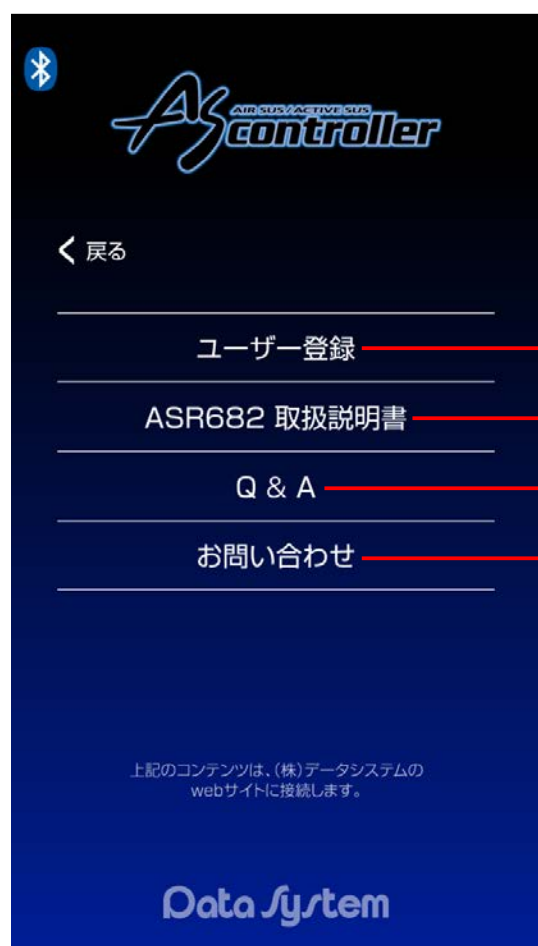 AIR SUS/ACTIVE SUS
AS controller
戻る
ユーザー登録
ASR682 取扱説明書
Q & A
お問い合わせ
上記のコンテンツは、(株)データシステムの
webサイトに接続します。
Data System